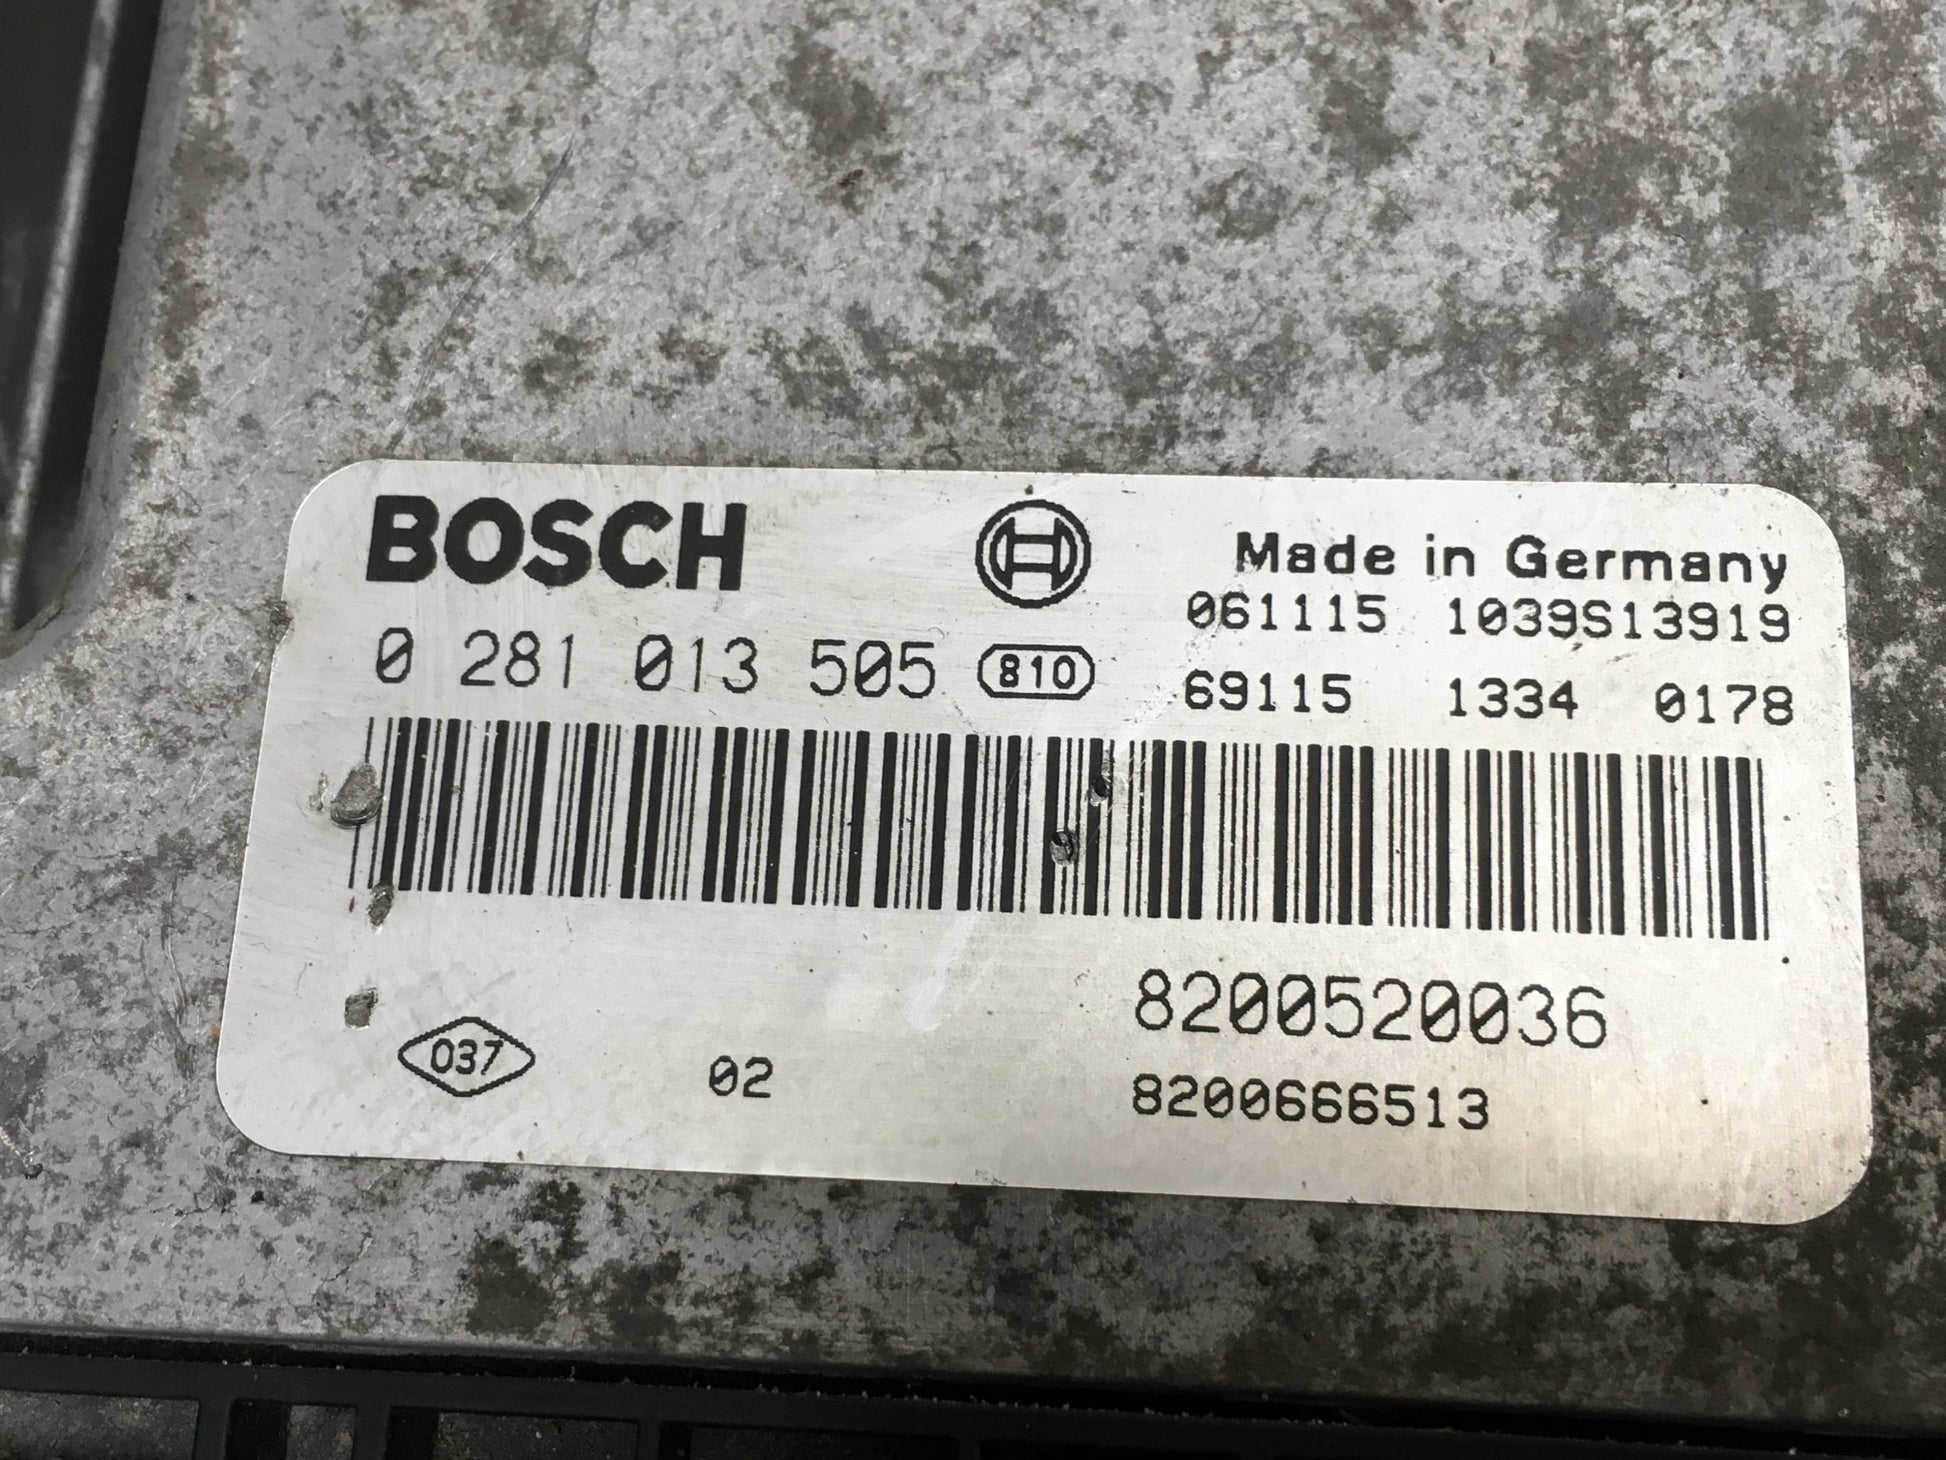 BOSCH
Made in Germany
061115 1039S13919
0 281 013 505 810
69115 1334 0178
8200520036
037 02 8200666513